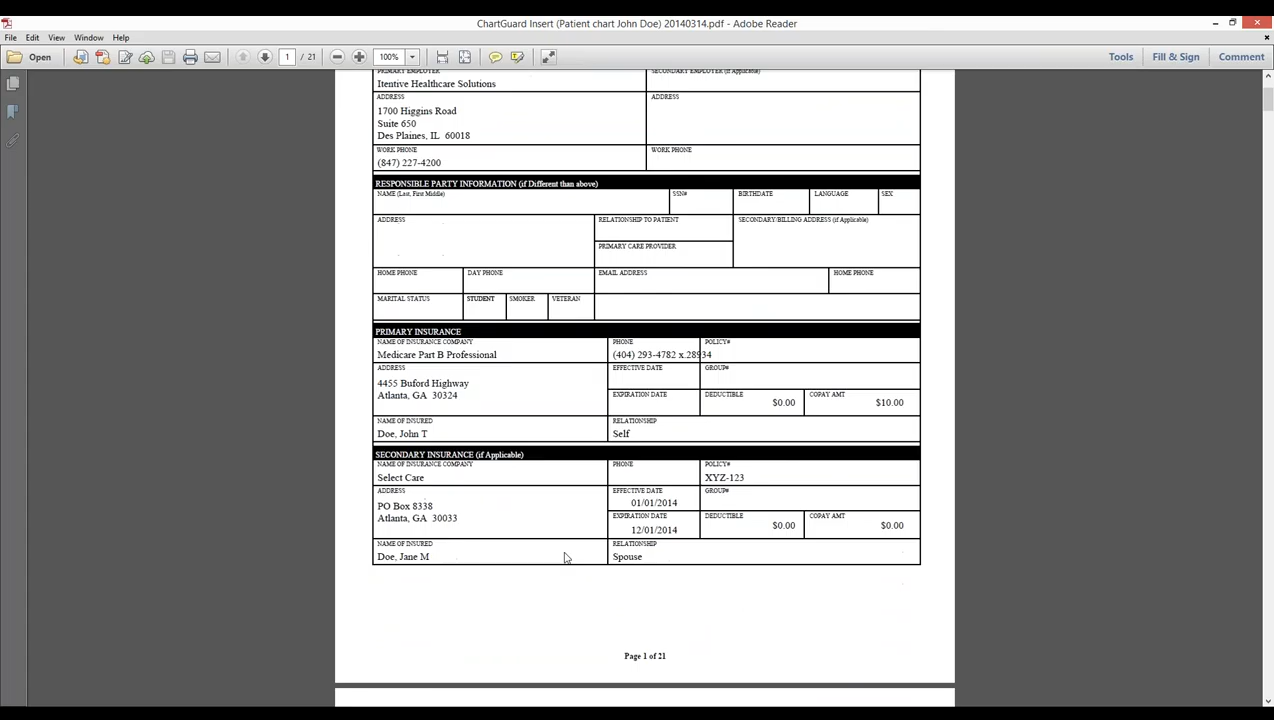 ChartGuard Insert (Patient chart John Doe) 20140314.pdf - Adobe Reader
File Edit View Window Help
Open 1 / 21 100% Tools Fill & Sign Comment
PRIMARY EMPLOYER SECONDARY EMPLOYER (if Applicable)
Itentive Healthcare Solutions
ADDRESS ADDRESS
1700 Higgins Road
Suite 650
Des Plaines, IL 60018
WORK PHONE WORK PHONE
(847) 227-4200
RESPONSIBLE PARTY INFORMATION (if Different than above)
NAME (Last, First Middle) SSN# BIRTHDATE LANGUAGE SEX
ADDRESS RELATIONSHIP TO PATIENT SECONDARY/BILLING ADDRESS (if Applicable)
PRIMARY CARE PROVIDER
HOME PHONE DAY PHONE EMAIL ADDRESS HOME PHONE
MARITAL STATUS STUDENT SMOKER VETERAN
PRIMARY INSURANCE
NAME OF INSURANCE COMPANY PHONE POLICY#
Medicare Part B Professional (404) 293-4782 x.28934
ADDRESS EFFECTIVE DATE GROUP#
4455 Buford Highway
Atlanta, GA 30324
EXPIRATION DATE DEDUCTIBLE COPAY AMT
$0.00 $10.00
NAME OF INSURED RELATIONSHIP
Doe, John T Self
SECONDARY INSURANCE (if Applicable)
NAME OF INSURANCE COMPANY PHONE POLICY#
Select Care XYZ-123
ADDRESS EFFECTIVE DATE GROUP#
PO Box 8338 01/01/2014
Atlanta, GA 30033
EXPIRATION DATE DEDUCTIBLE COPAY AMT
12/01/2014 $0.00 $0.00
NAME OF INSURED RELATIONSHIP
Doe, Jane M Spouse
Page 1 of 21